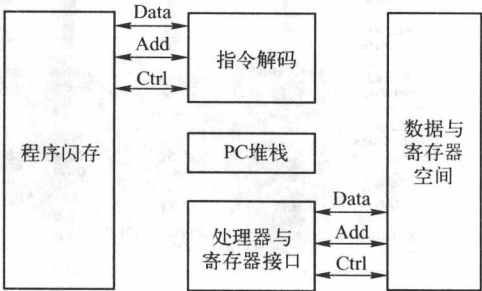 程序闪存
Data
Add
Ctrl
指令解码
PC堆栈
处理器与
寄存器接口
Data
Add
Ctrl
数据与
寄存器
空间